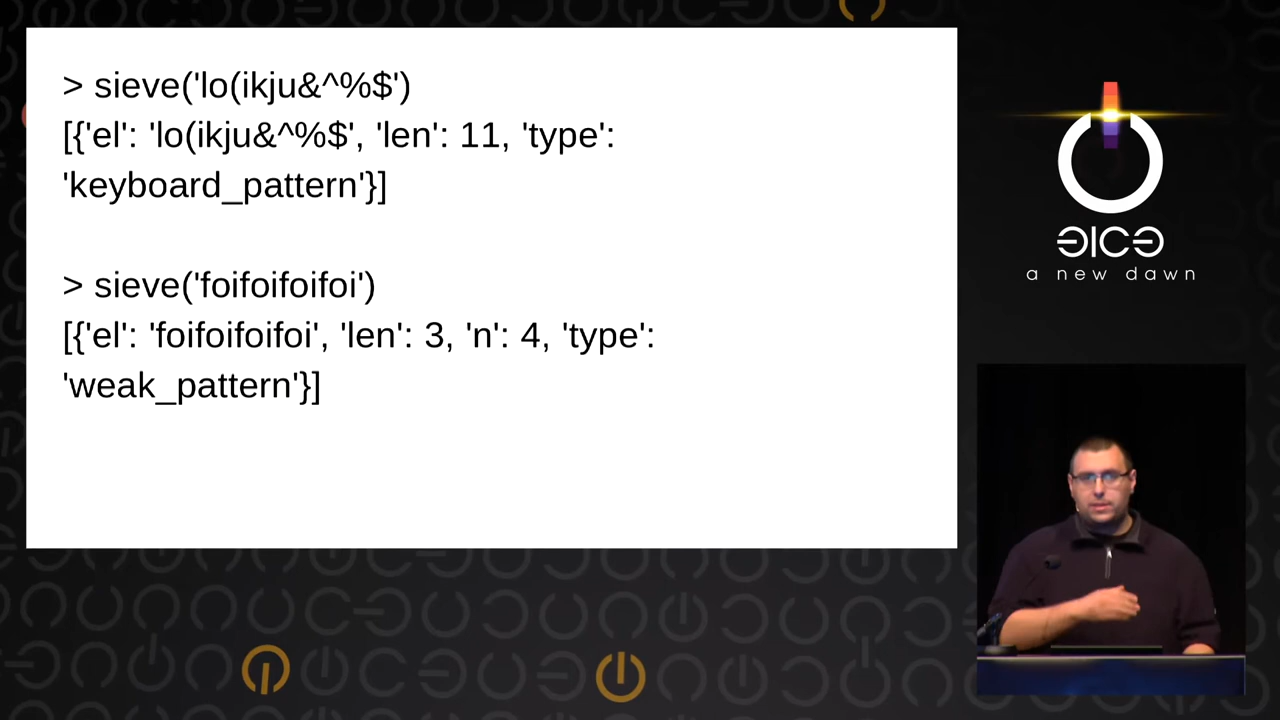 > sieve('lo(ikju&^%$')
[{'el': 'lo(ikju&^%$', 'len': 11, 'type':
'keyboard_pattern'}]
> sieve('foifoifoifoi')
[{'el': 'foifoifoifoi', 'len': 3, 'n': 4, 'type':
'weak_pattern'}]
a new dawn